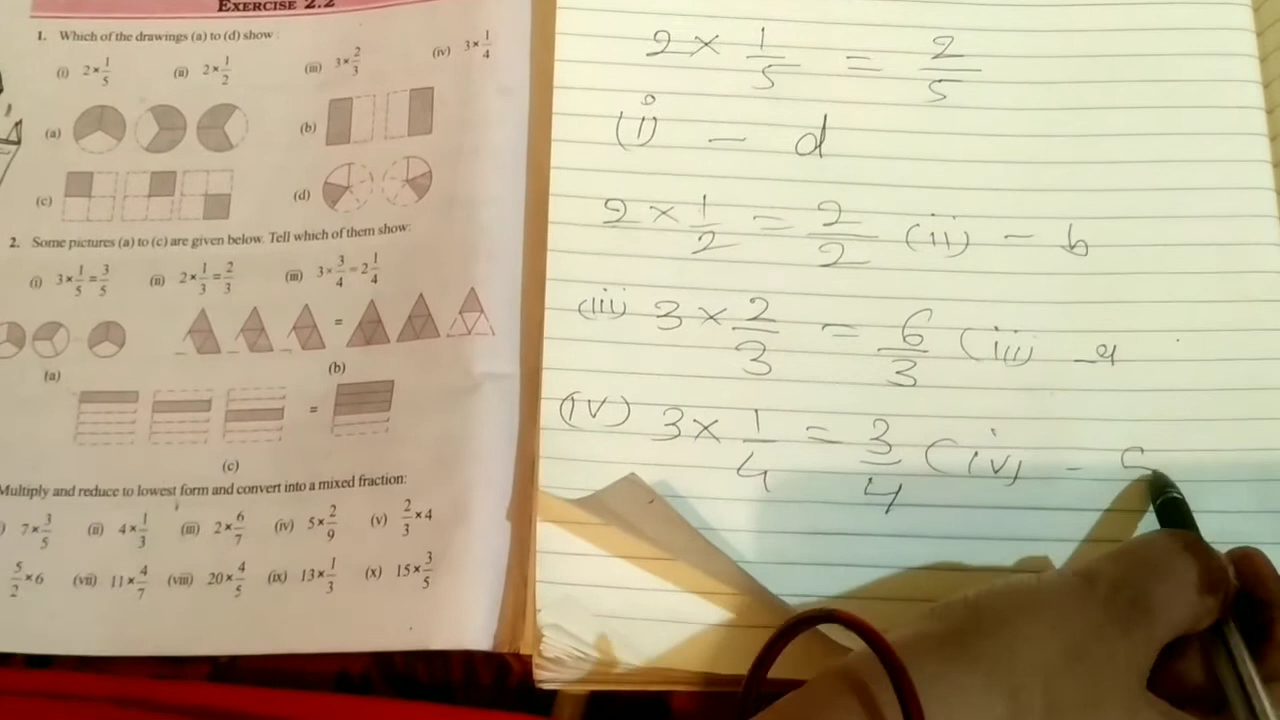 EXERCISE 2.2
1. Which of the drawings (a) to (d) show :
(i) 2×1/5 (ii) 2×1/2 (iii) 3×2/3 (iv) 3×1/4
(a) (b)
(c) (d)
2. Some pictures (a) to (c) are given below. Tell which of them show:
(i) 3×1/5=3/5 (ii) 2×1/3=2/3 (iii) 3×3/4=2 1/4
=
(a) (b)
=
(c)
Multiply and reduce to lowest form and convert into a mixed fraction:
7×3/5 (ii) 4×1/3 (iii) 2×6/7 (iv) 5×2/9 (v) 2/3×4
5/2×6 (vii) 11×4/7 (viii) 20×4/5 (ix) 13×1/3 (x) 15×3/5
2 × 1/5 = 2/5
(i) – d
2 × 1/2 = 2/2 (ii) – b
(iii) 3 × 2/3 = 6/3 (iii) – a
(iv) 3 × 1/4 = 3/4 (iv) – c